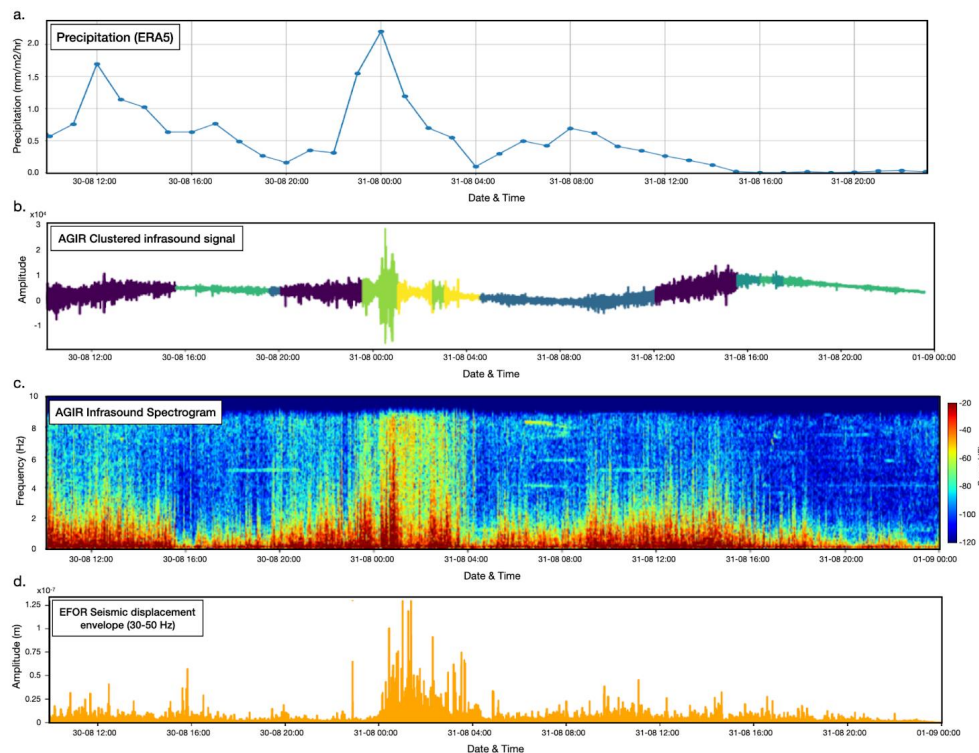 a.
Precipitation (ERA5)
Precipitation (mm/m2/hr)
2.0
1.5
1.0
0.5
0.0
30-08 12:00 30-08 16:00 30-08 20:00 31-08 00:00 31-08 04:00 31-08 08:00 31-08 12:00 31-08 16:00 31-08 20:00
Date & Time
b.
x10⁴
AGIR Clustered infrasound signal
Amplitude
3
2
1
0
-1
30-08 12:00 30-08 16:00 30-08 20:00 31-08 00:00 31-08 04:00 31-08 08:00 31-08 12:00 31-08 16:00 31-08 20:00 01-09 00:00
Date & Time
c.
AGIR Infrasound Spectrogram
Frequency (Hz)
10
8
6
4
2
0
-20
-40
-60
-80
-100
-120
30-08 12:00 30-08 16:00 30-08 20:00 31-08 00:00 31-08 04:00 31-08 08:00 31-08 12:00 31-08 16:00 31-08 20:00 01-09 00:00
Date & Time
d.
x10⁻⁷
EFOR Seismic displacement
envelope (30-50 Hz)
Amplitude (m)
1.25
1
0.75
0.5
0.25
0
30-08 12:00 30-08 16:00 30-08 20:00 31-08 00:00 31-08 04:00 31-08 08:00 31-08 12:00 31-08 16:00 31-08 20:00 01-09 00:00
Date & Time